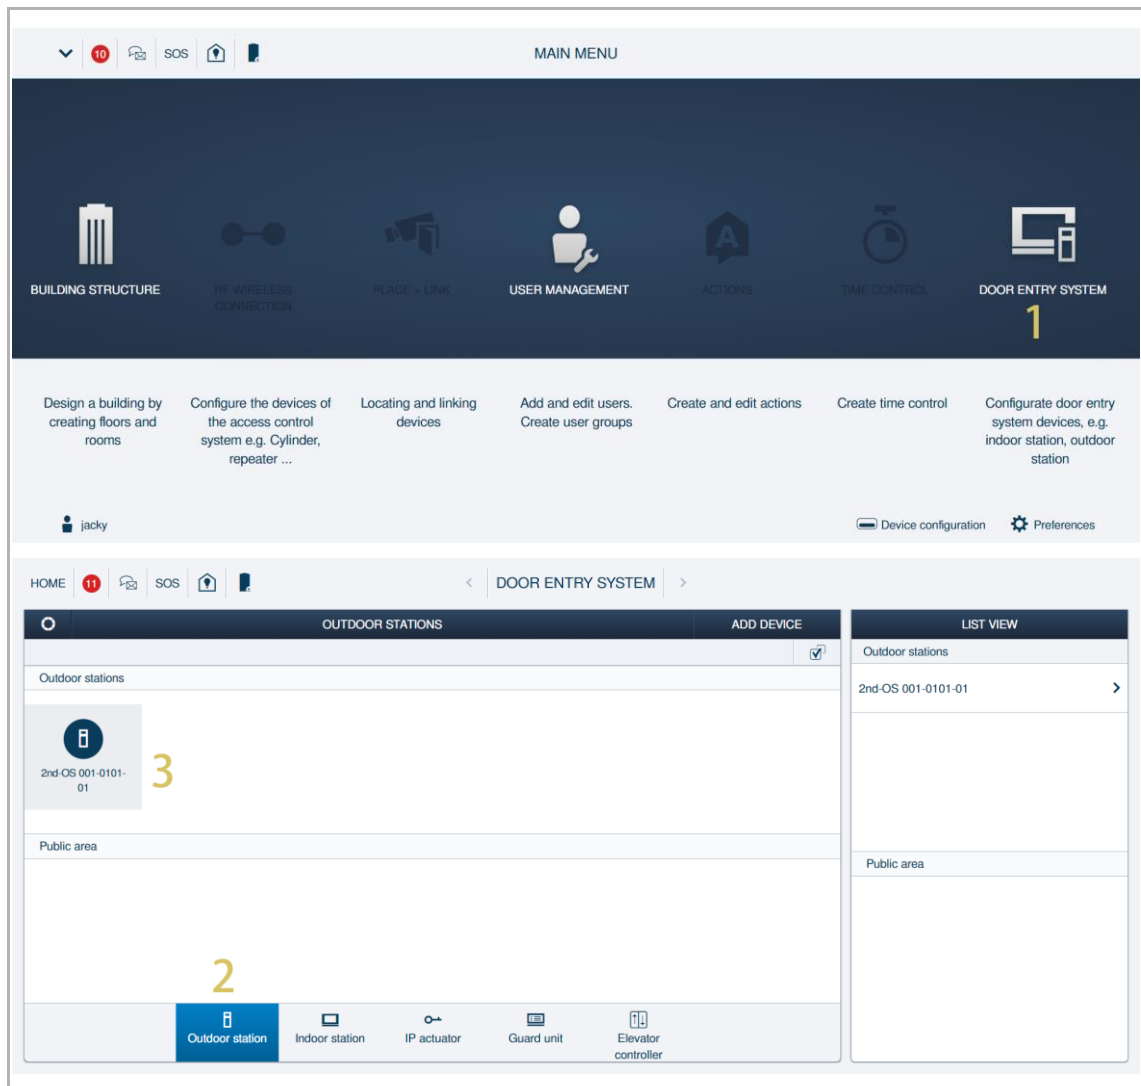 10
SOS
MAIN MENU
BUILDING STRUCTURE
RF WIRELESS
CONNECTION
PLACE + LINK
USER MANAGEMENT
A
ACTIONS
TIME CONTROL
DOOR ENTRY SYSTEM
1
Design a building by
creating floors and
rooms
Configure the devices of
the access control
system e.g. Cylinder,
repeater ...
Locating and linking
devices
Add and edit users.
Create user groups
Create and edit actions
Create time control
Configurate door entry
system devices, e.g.
indoor station, outdoor
station
jacky
Device configuration
Preferences
HOME
11
SOS
< DOOR ENTRY SYSTEM >
OUTDOOR STATIONS
ADD DEVICE
Outdoor stations
2nd-OS 001-0101-
01
3
Public area
2
Outdoor station
Indoor station
IP actuator
Guard unit
Elevator
controller
LIST VIEW
Outdoor stations
2nd-OS 001-0101-01 >
Public area